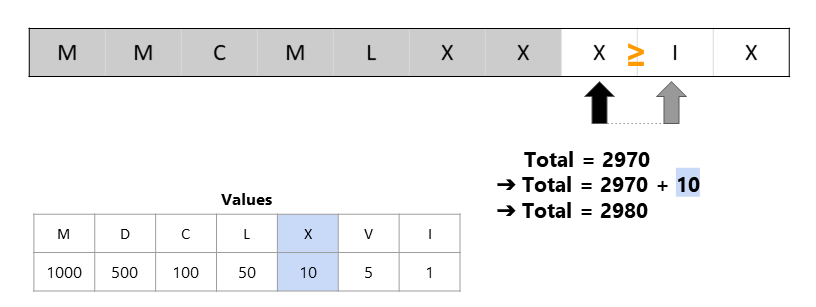 M M C M L X X X ≥ I X
Total = 2970
➔ Total = 2970 + 10
➔ Total = 2980
Values
M D C L X V I
1000 500 100 50 10 5 1